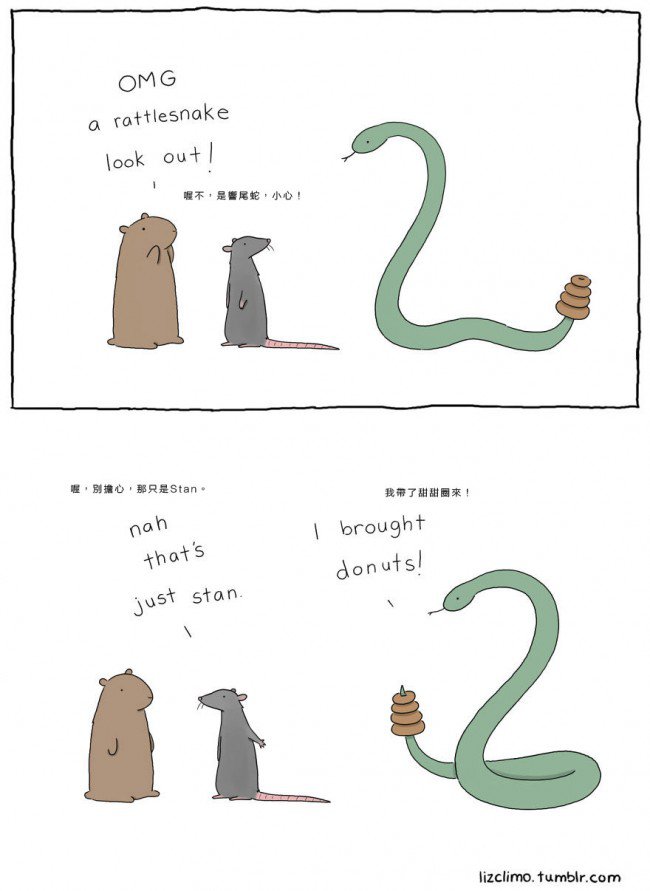 OMG
a rattlesnake
look out!
喔不，是響尾蛇，小心！
喔，別擔心，那只是Stan。
nah
that's
just stan.
我帶了甜甜圈來！
I brought
donuts!
lizclimo.tumblr.com